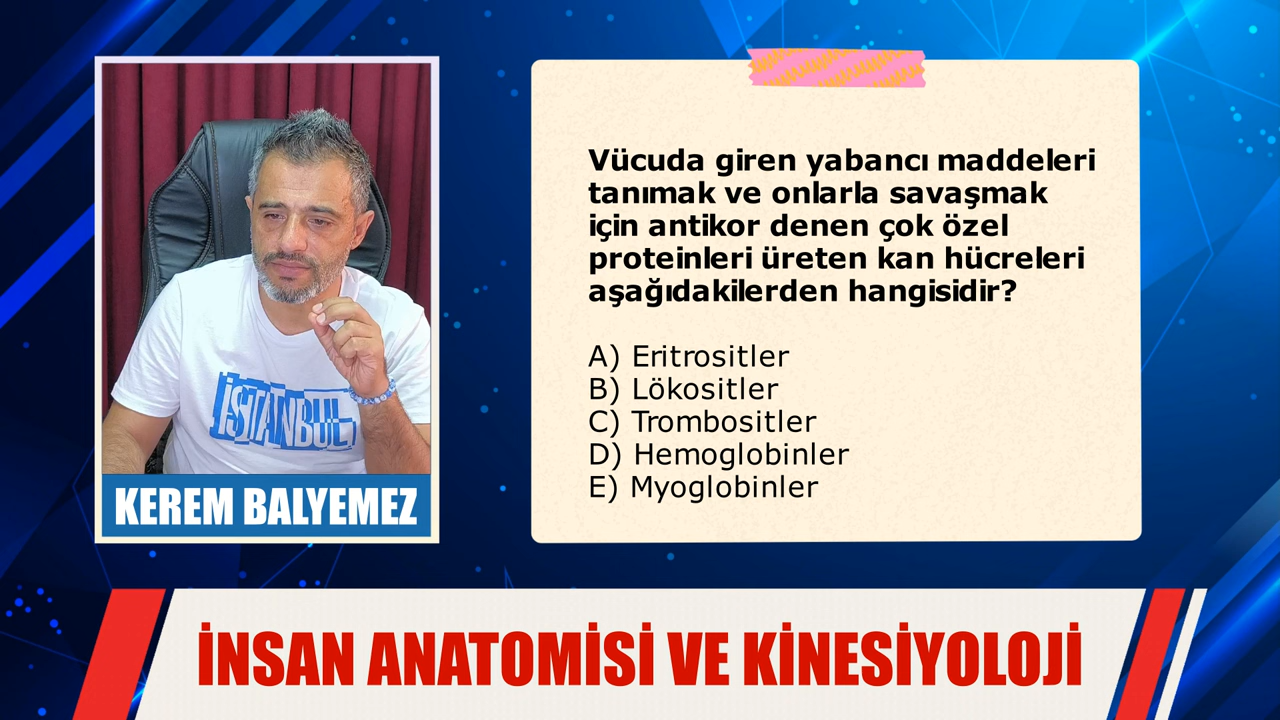 İSTANBUL
KEREM BALYEMEZ
Vücuda giren yabancı maddeleri
tanımak ve onlarla savaşmak
için antikor denen çok özel
proteinleri üreten kan hücreleri
aşağıdakilerden hangisidir?
A) Eritrositler
B) Lökositler
C) Trombositler
D) Hemoglobinler
E) Myoglobinler
İNSAN ANATOMİSİ VE KİNESİYOLOJİ